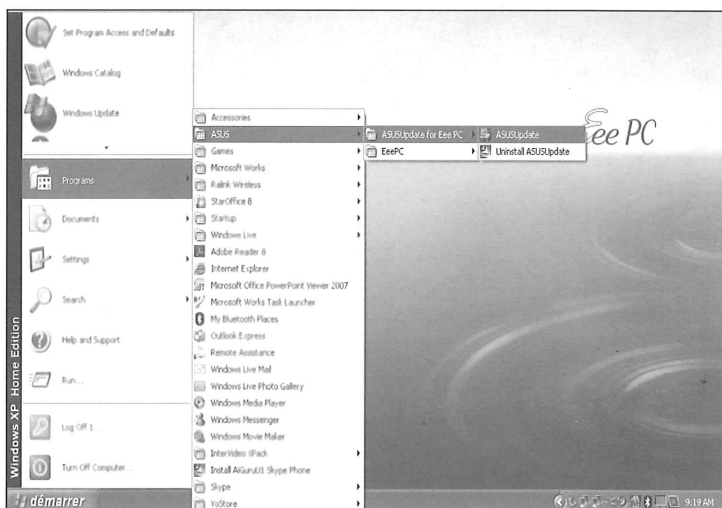 Set Program Access and Defaults
Windows Catalog
Windows Update
Programs
Documents
Settings
Search
Help and Support
Run...
Log Off 1...
Turn Off Computer...
Windows XP Home Edition
démarrer
Accessories
ASUS
Games
Microsoft Works
Ralink Wireless
StarOffice 8
Startup
Windows Live
Adobe Reader 8
Internet Explorer
Microsoft Office PowerPoint Viewer 2007
Microsoft Works Task Launcher
My Bluetooth Places
Outlook Express
Remote Assistance
Windows Live Mail
Windows Live Photo Gallery
Windows Media Player
Windows Messenger
Windows Movie Maker
InterVideo XPack
Install AiGuruU1 Skype Phone
Skype
YoStore
ASUSUpdate for Eee PC
EeePC
ASUSUpdate
Uninstall ASUSUpdate
Eee PC
9:19 AM